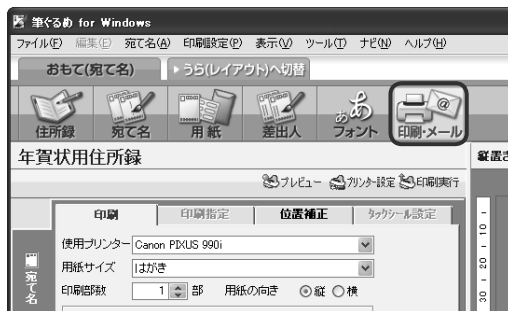 筆ぐるめ for Windows
ファイル(F) 編集(E) 宛て名(A) 印刷設定(P) 表示(V) ツール(T) ナビ(N) ヘルプ(H)
おもて(宛て名) うら(レイアウト)へ切替
住所録 宛て名 用紙 差出人 あ あ フォント 印刷・メール
年賀状用住所録 縦置き
プレビュー プリンター設定 印刷実行
印刷 印刷指定 位置補正 タックシール設定
使用プリンター Canon PIXUS 990i
用紙サイズ はがき
印刷部数 1 部 用紙の向き 縦 横
宛て名
10
20
30